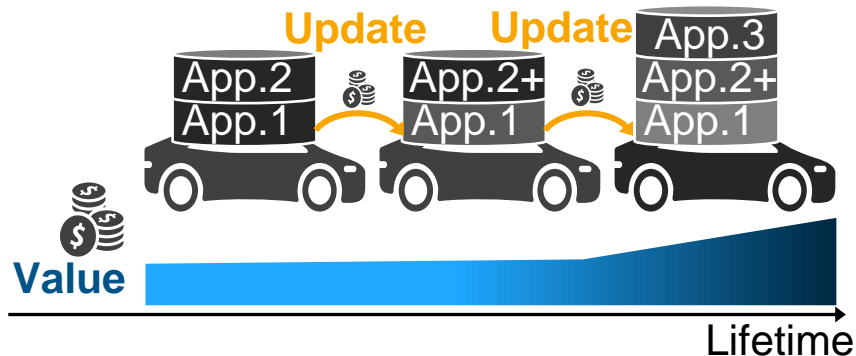 Update
Update
App.2
App.1
App.2+
App.1
App.3
App.2+
App.1
Value
Lifetime